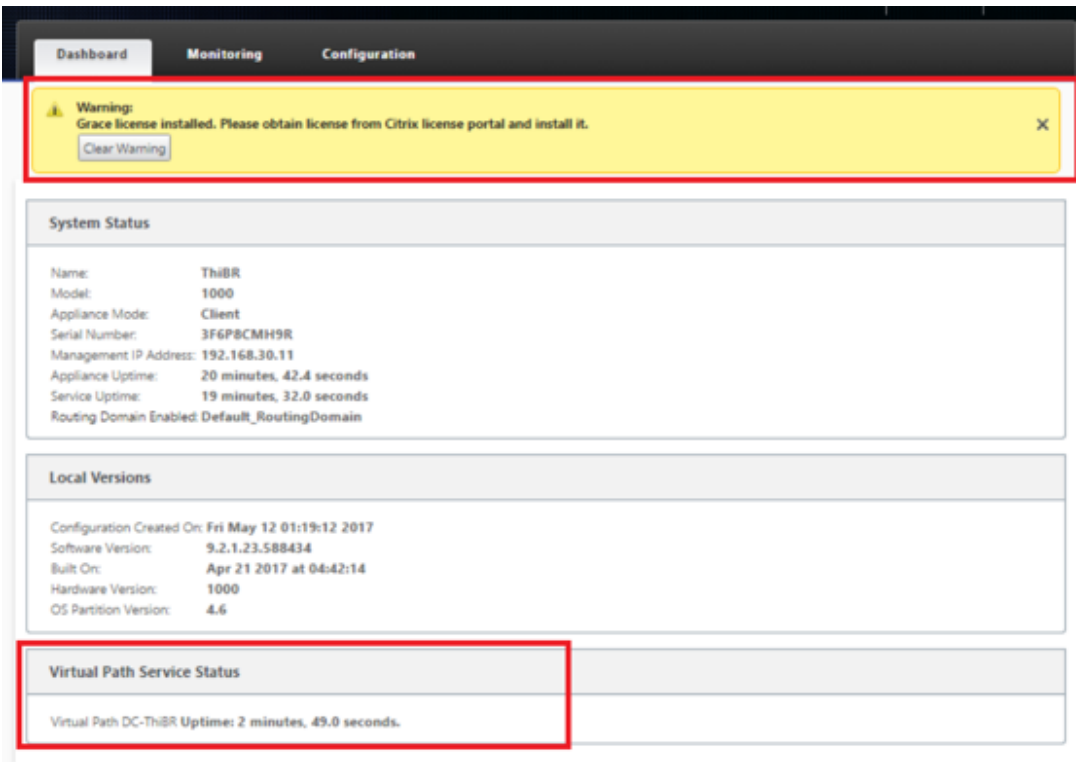 Dashboard Monitoring Configuration
Warning:
Grace license installed. Please obtain license from Citrix license portal and install it.
Clear Warning
System Status
Name: ThiBR
Model: 1000
Appliance Mode: Client
Serial Number: 3F6P8CMH9R
Management IP Address: 192.168.30.11
Appliance Uptime: 20 minutes, 42.4 seconds
Service Uptime: 19 minutes, 32.0 seconds
Routing Domain Enabled: Default_RoutingDomain
Local Versions
Configuration Created On: Fri May 12 01:19:12 2017
Software Version: 9.2.1.23.588434
Built On: Apr 21 2017 at 04:42:14
Hardware Version: 1000
OS Partition Version: 4.6
Virtual Path Service Status
Virtual Path DC-ThiBR Uptime: 2 minutes, 49.0 seconds.